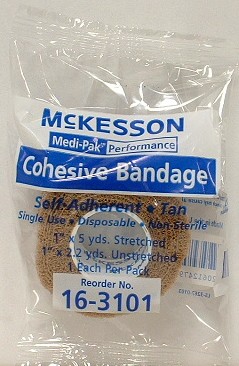 McKESSON
Medi-Pak® Performance
Cohesive Bandage
Self-Adherent • Tan
Single Use • Disposable • Non-Sterile
1" x 5 yds. Stretched
1" x 2.2 yds. Unstretched
1 Each Per Pack
Reorder No.
16-3101